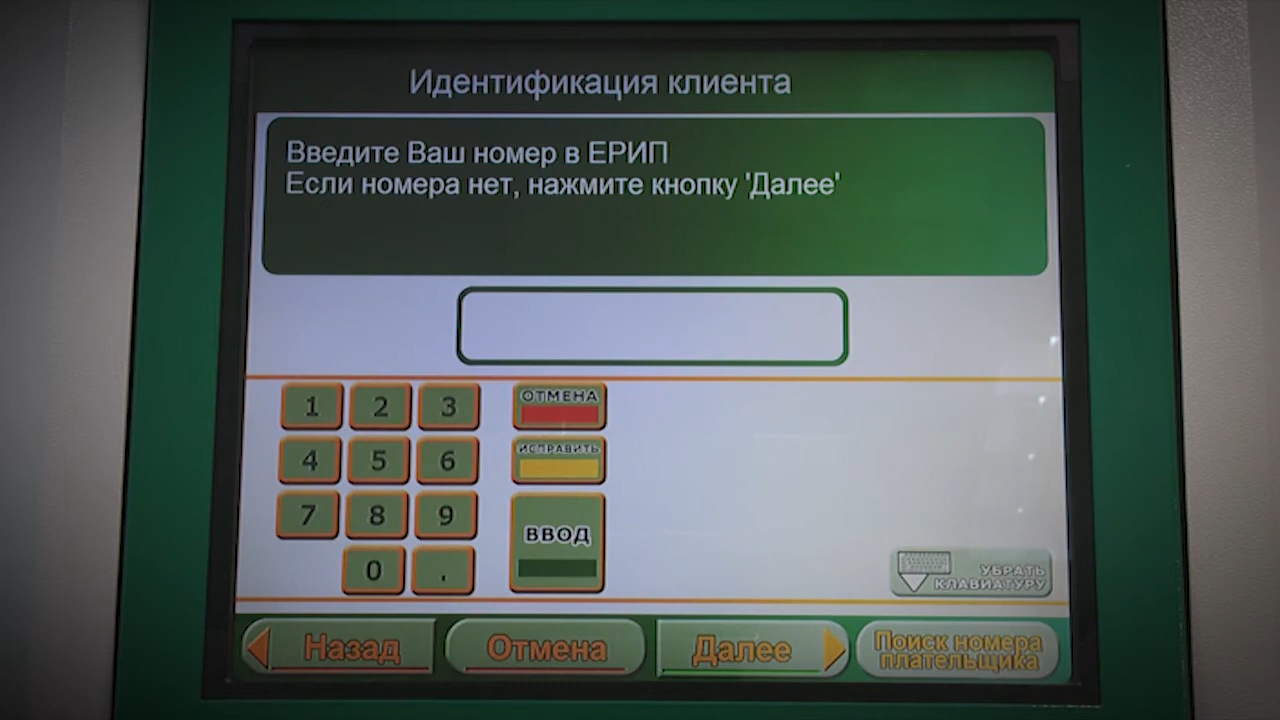 Идентификация клиента
Введите Ваш номер в ЕРИП
Если номера нет, нажмите кнопку 'Далее'
1 2 3 ОТМЕНА
4 5 6 ИСПРАВИТЬ
7 8 9 ВВОД
0 .
УБРАТЬ
КЛАВИАТУРУ
Назад Отмена Далее Поиск номера
плательщика